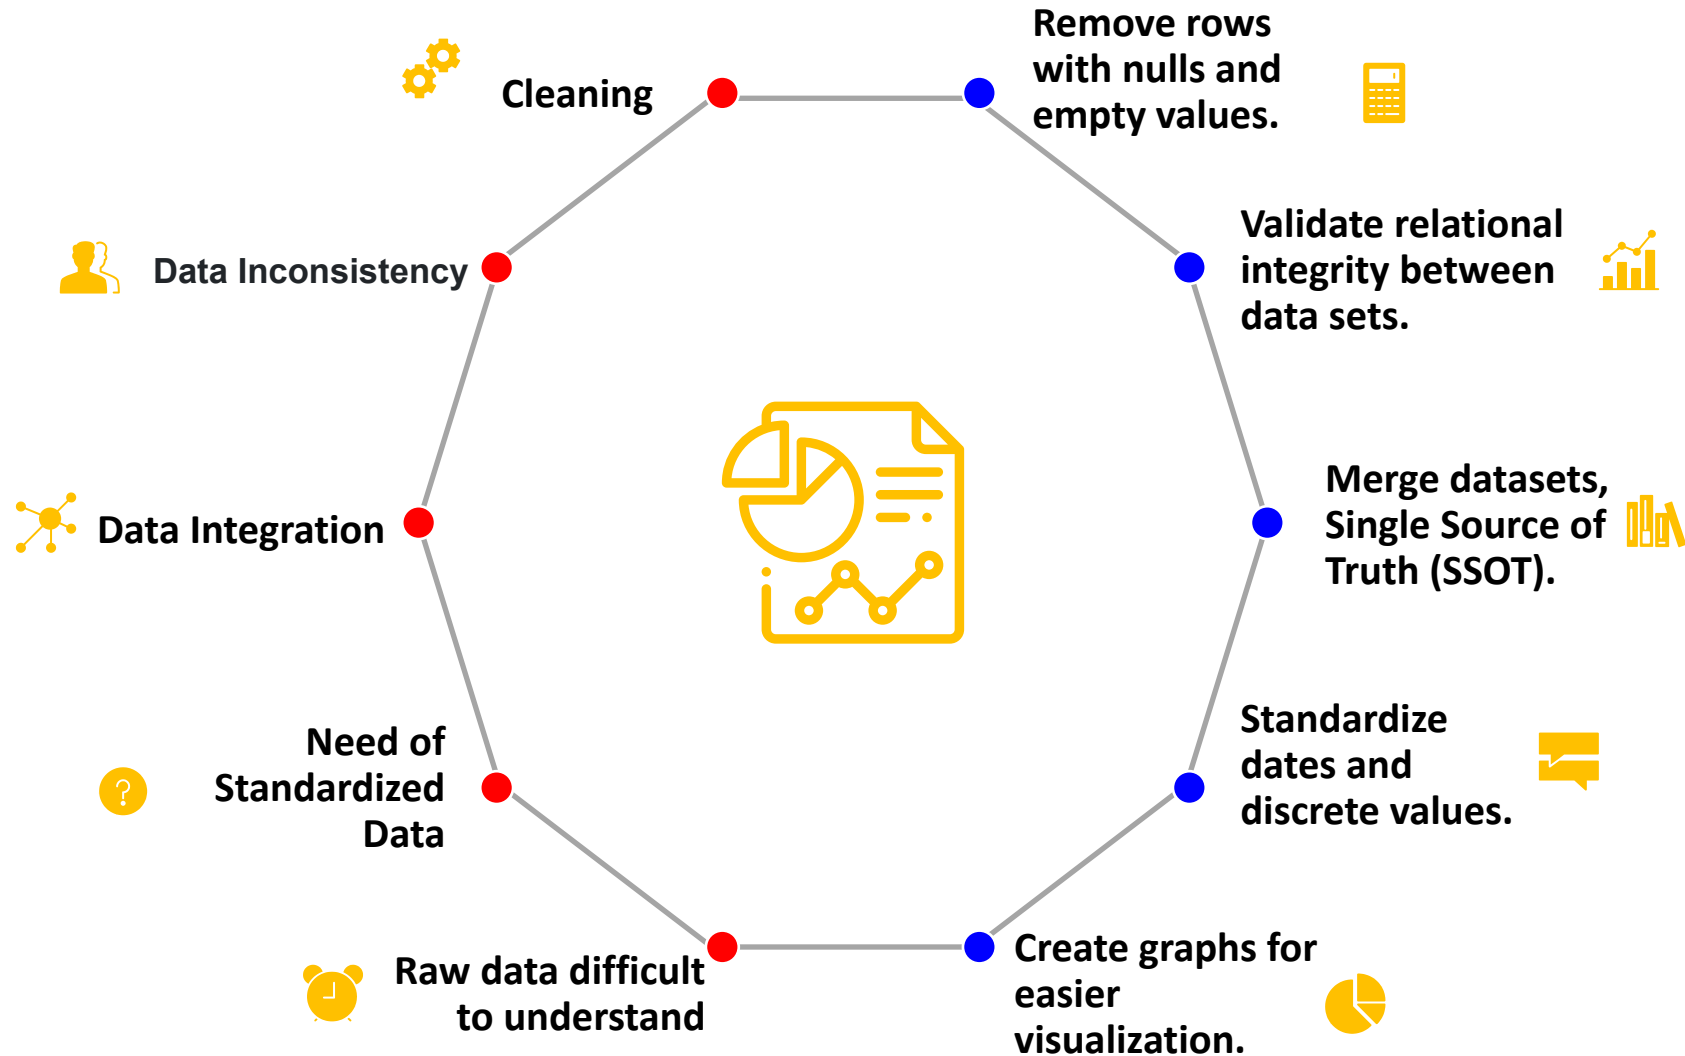 Cleaning
Remove rows
with nulls and
empty values.
Data Inconsistency
Validate relational
integrity between
data sets.
Data Integration
Merge datasets,
Single Source of
Truth (SSOT).
Need of
Standardized
Data
?
Standardize
dates and
discrete values.
Raw data difficult
to understand
Create graphs for
easier
visualization.